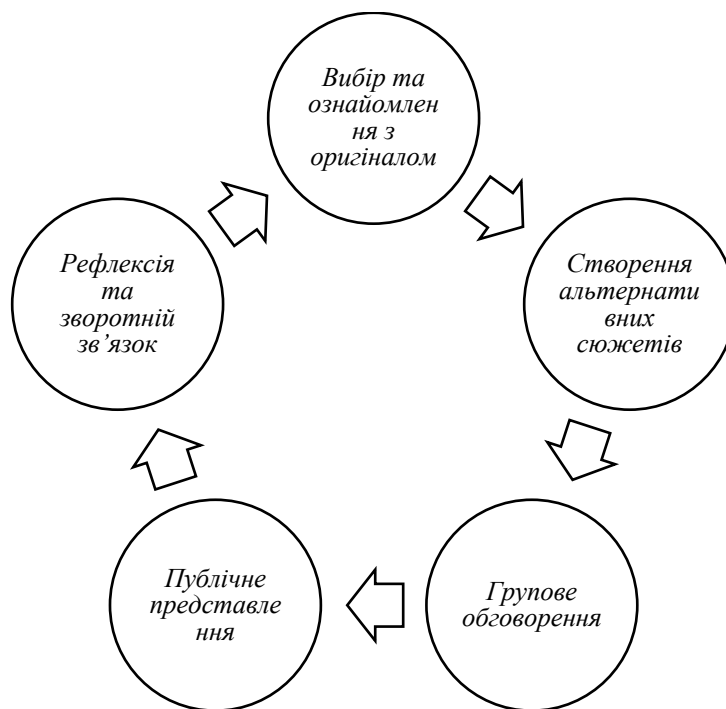 Вибір та
ознайомлен
ня з
оригіналом
Створення
альтернати
вних
сюжетів
Групове
обговорення
Публічне
представле
ння
Рефлексія
та
зворотній
зв’язок